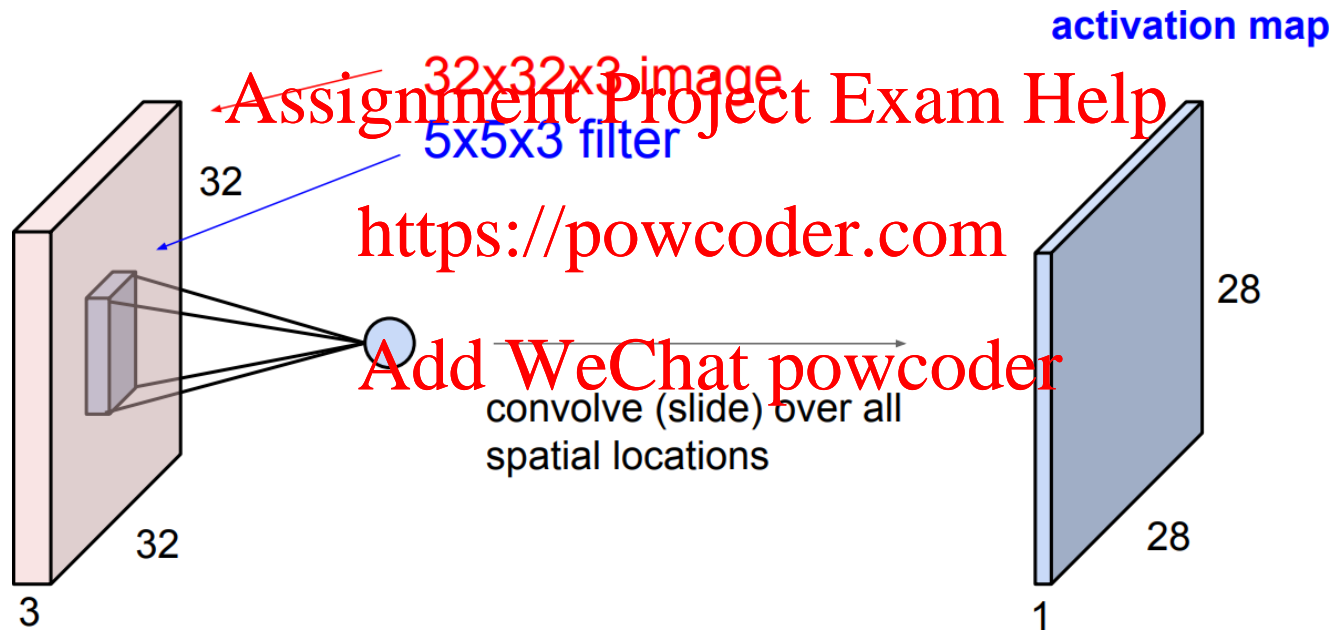 activation map
32x32x3 image
Assignment Project Exam Help
5x5x3 filter
32
https://powcoder.com
28
Add WeChat powcoder
convolve (slide) over all
spatial locations
32
28
3
1